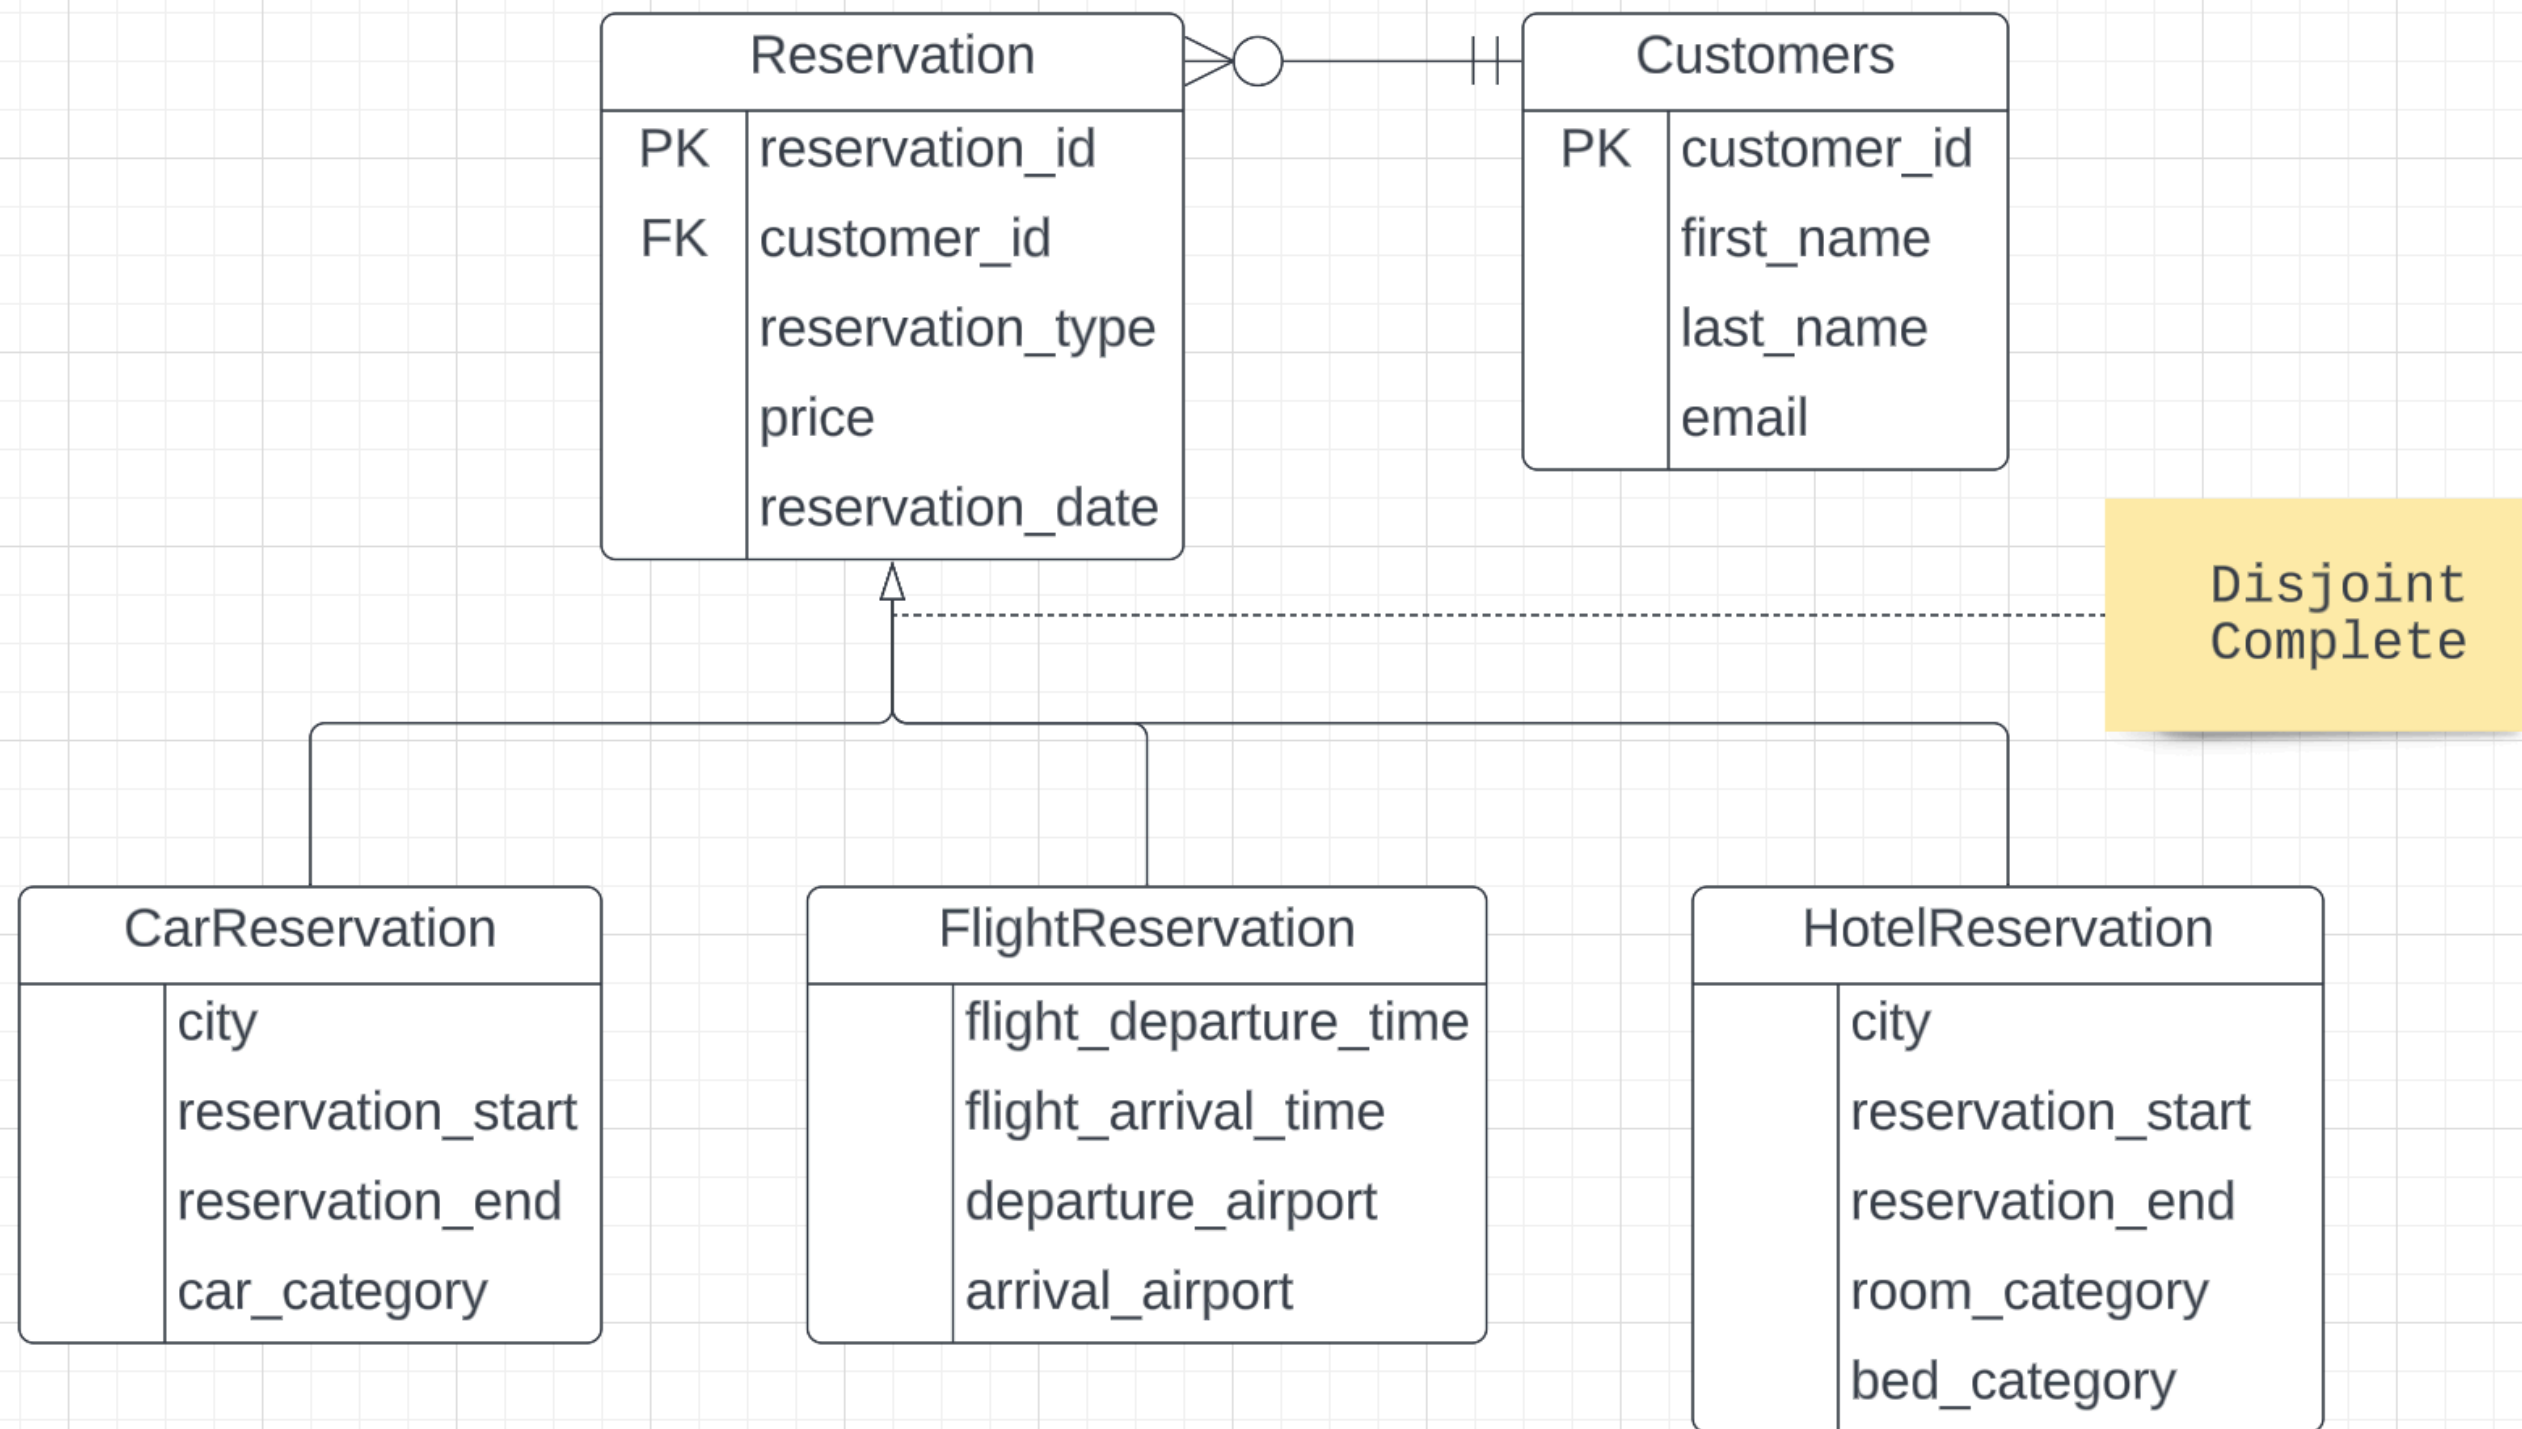 Reservation
PK reservation_id
FK customer_id
reservation_type
price
reservation_date
Customers
PK customer_id
first_name
last_name
email
Disjoint
Complete
CarReservation
city
reservation_start
reservation_end
car_category
FlightReservation
flight_departure_time
flight_arrival_time
departure_airport
arrival_airport
HotelReservation
city
reservation_start
reservation_end
room_category
bed_category